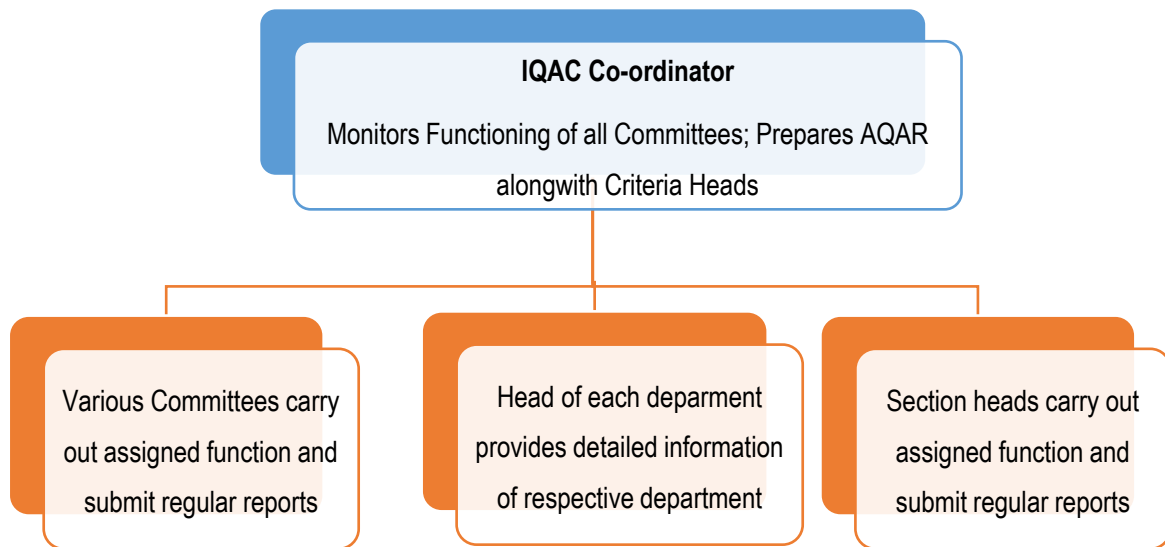 IQAC Co-ordinator
Monitors Functioning of all Committees; Prepares AQAR
alongwith Criteria Heads
Various Committees carry
out assigned function and
submit regular reports
Head of each deparment
provides detailed information
of respective department
Section heads carry out
assigned function and
submit regular reports